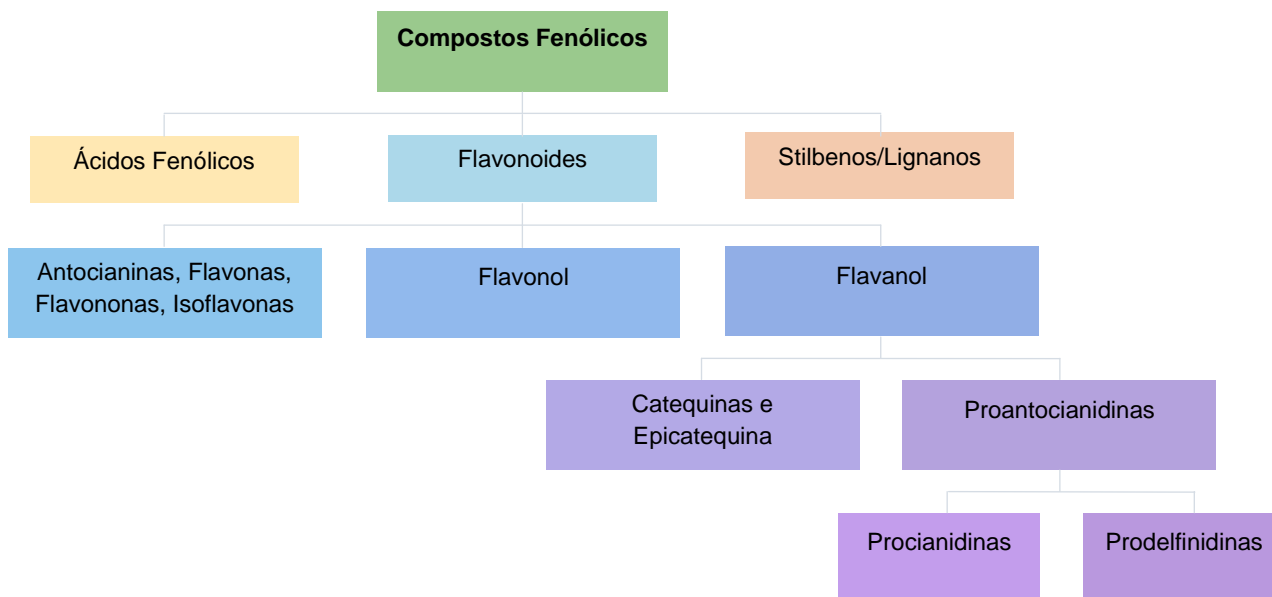 Compostos Fenólicos
Ácidos Fenólicos
Flavonoides
Stilbenos/Lignanos
Antocianinas, Flavonas,
Flavononas, Isoflavonas
Flavonol
Flavanol
Catequinas e
Epicatequina
Proantocianidinas
Procianidinas
Prodelfinidinas